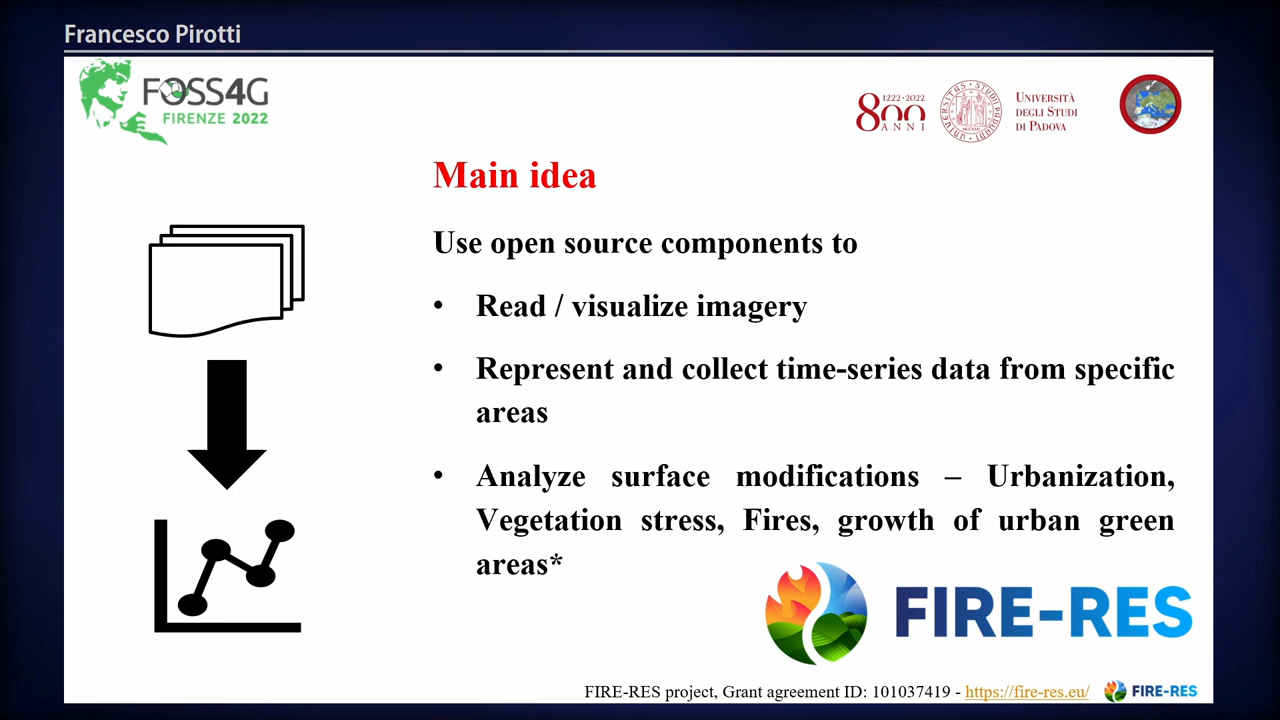 Francesco Pirotti
FOSS4G
FIRENZE 2022
1222•2022
800
ANNI
UNIVERSITÀ
DEGLI STUDI
DI PADOVA
Main idea
Use open source components to
• Read / visualize imagery
• Represent and collect time-series data from specific
areas
• Analyze surface modifications – Urbanization,
Vegetation stress, Fires, growth of urban green
areas*
FIRE-RES
FIRE-RES project, Grant agreement ID: 101037419 - https://fire-res.eu/
FIRE-RES